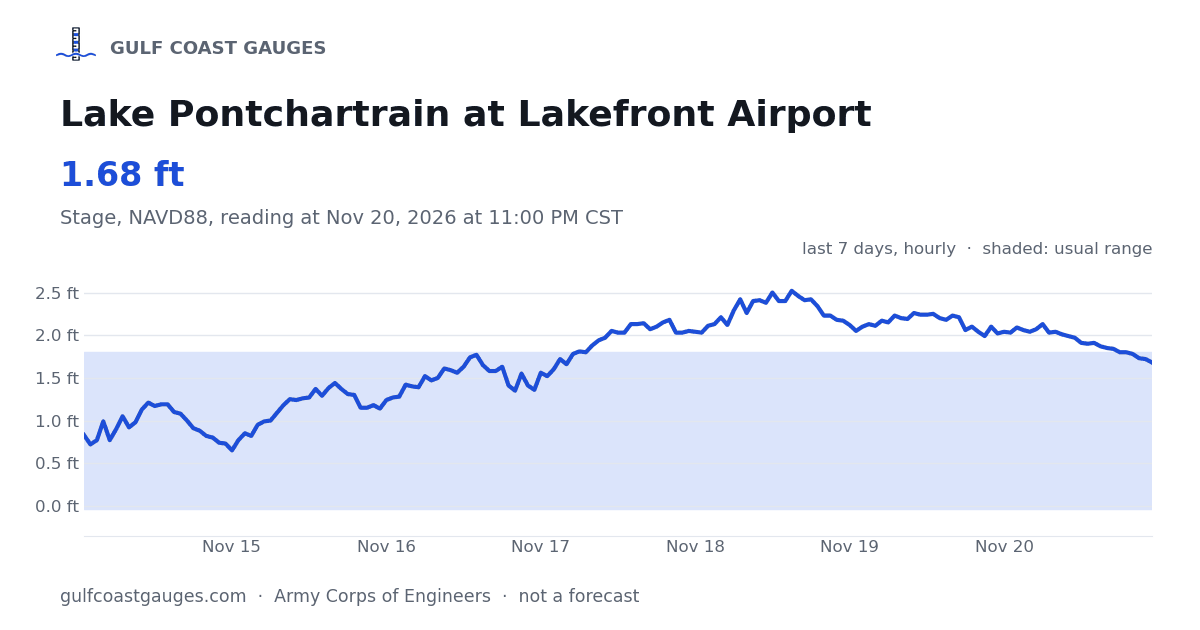 GULF COAST GAUGES
Lake Pontchartrain at Lakefront Airport
1.68 ft
Stage, NAVD88, reading at Nov 20, 2026 at 11:00 PM CST
last 7 days, hourly · shaded: usual range
2.5 ft
2.0 ft
1.5 ft
1.0 ft
0.5 ft
0.0 ft
Nov 15 Nov 16 Nov 17 Nov 18 Nov 19 Nov 20
gulfcoastgauges.com · Army Corps of Engineers · not a forecast